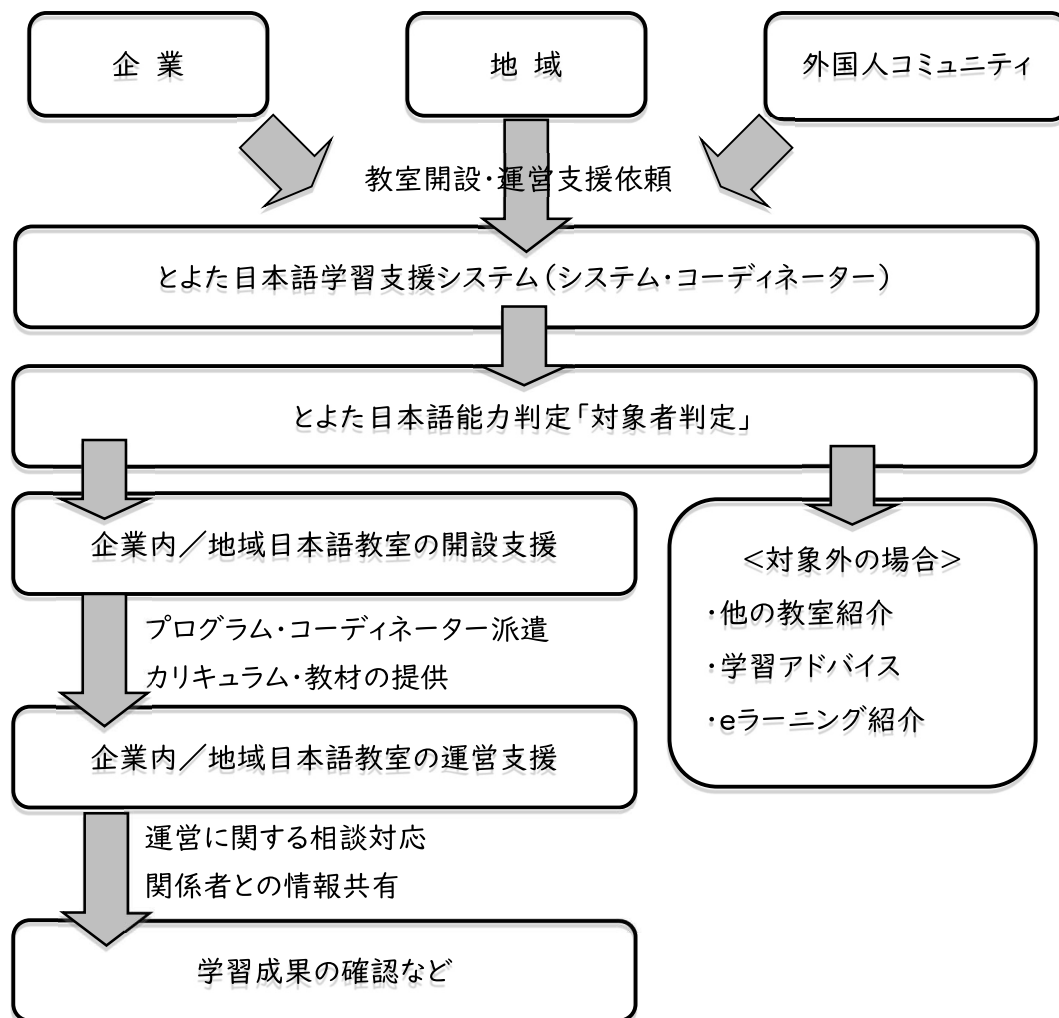 企 業
地 域
外国人コミュニティ
教室開設・運営支援依頼
とよた日本語学習支援システム(システム・コーディネーター)
とよた日本語能力判定「対象者判定」
企業内/地域日本語教室の開設支援
<対象外の場合>
・他の教室紹介
・学習アドバイス
・eラーニング紹介
プログラム・コーディネーター派遣
カリキュラム・教材の提供
企業内/地域日本語教室の運営支援
運営に関する相談対応
関係者との情報共有
学習成果の確認など